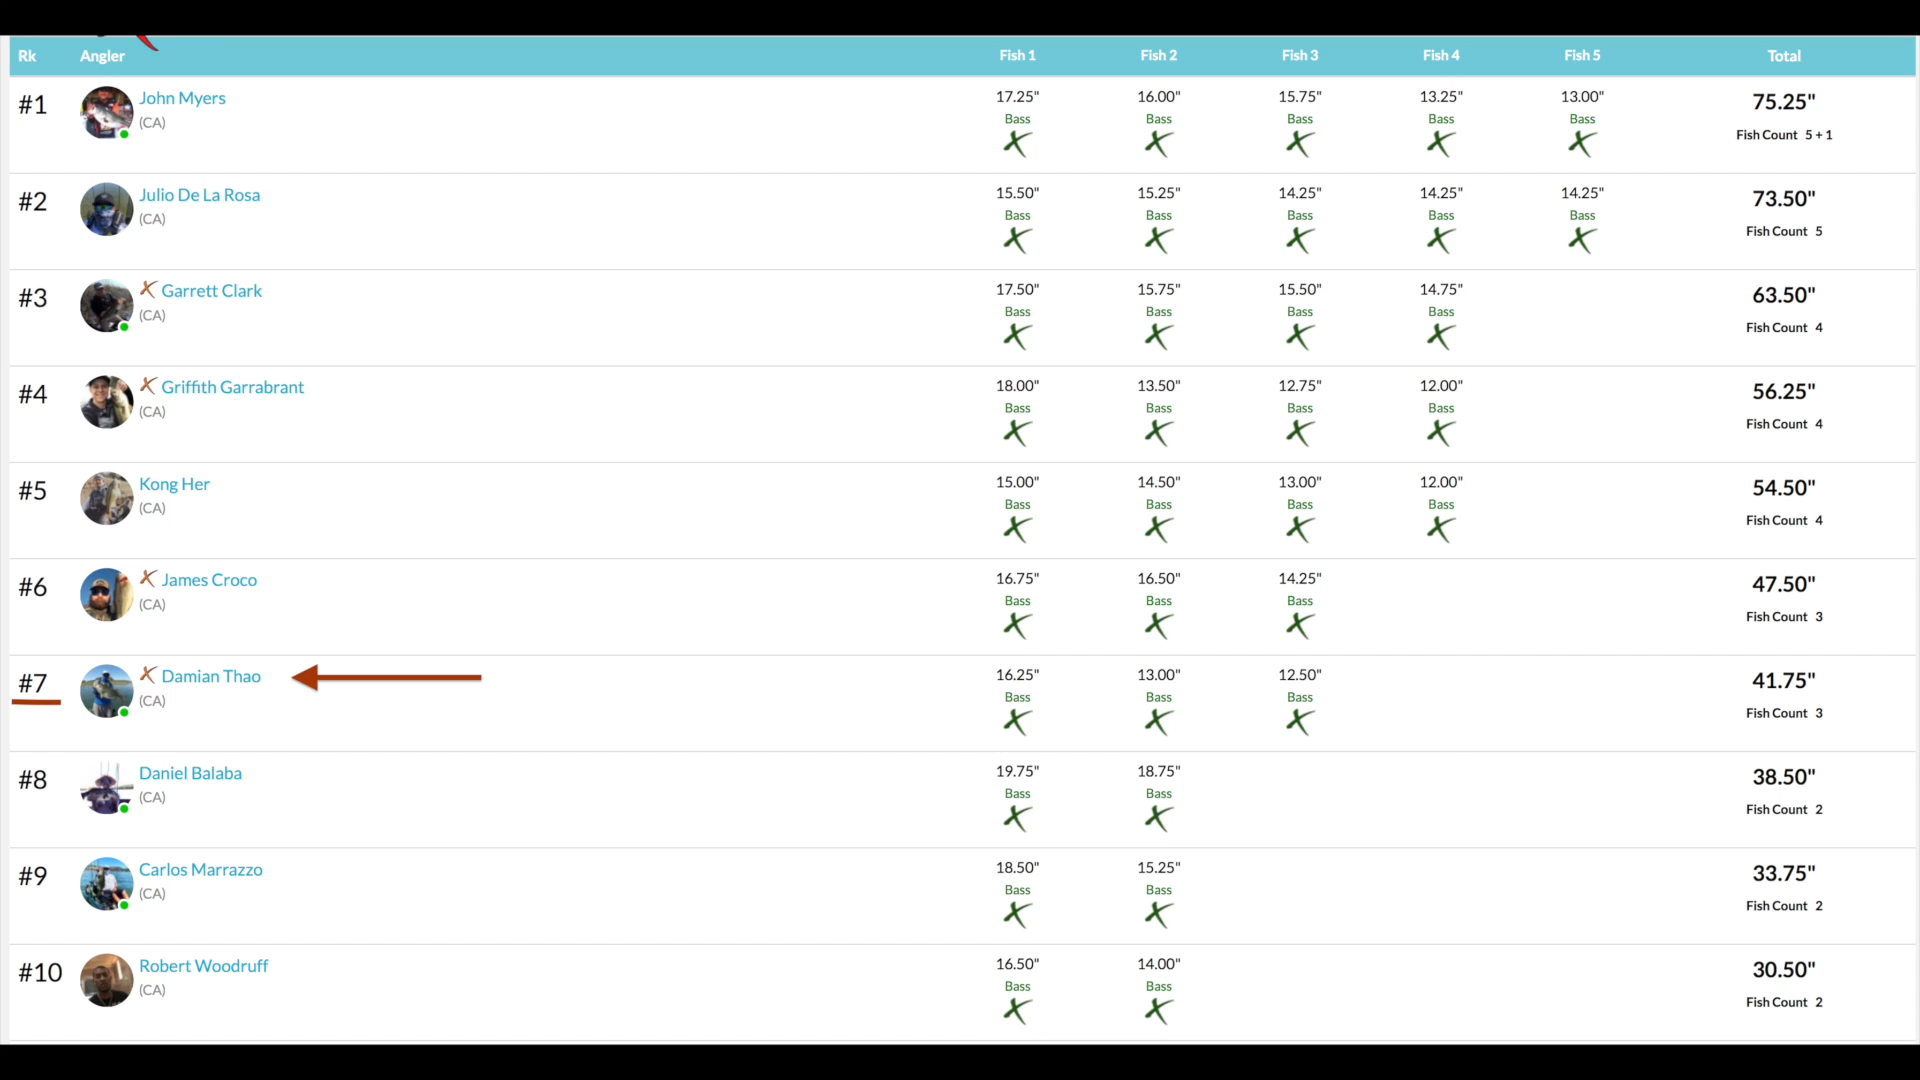 Rk Angler Fish 1 Fish 2 Fish 3 Fish 4 Fish 5 Total
#1 John Myers 17.25" 16.00" 15.75" 13.25" 13.00" 75.25"
(CA) Bass Bass Bass Bass Bass Fish Count 5 + 1
#2 Julio De La Rosa 15.50" 15.25" 14.25" 14.25" 14.25" 73.50"
(CA) Bass Bass Bass Bass Bass Fish Count 5
#3 Garrett Clark 17.50" 15.75" 15.50" 14.75" 63.50"
(CA) Bass Bass Bass Bass Fish Count 4
#4 Griffith Garrabrant 18.00" 13.50" 12.75" 12.00" 56.25"
(CA) Bass Bass Bass Bass Fish Count 4
#5 Kong Her 15.00" 14.50" 13.00" 12.00" 54.50"
(CA) Bass Bass Bass Bass Fish Count 4
#6 James Croco 16.75" 16.50" 14.25" 47.50"
(CA) Bass Bass Bass Fish Count 3
#7 Damian Thao 16.25" 13.00" 12.50" 41.75"
(CA) Bass Bass Bass Fish Count 3
#8 Daniel Balaba 19.75" 18.75" 38.50"
(CA) Bass Bass Fish Count 2
#9 Carlos Marrazzo 18.50" 15.25" 33.75"
(CA) Bass Bass Fish Count 2
#10 Robert Woodruff 16.50" 14.00" 30.50"
(CA) Bass Bass Fish Count 2